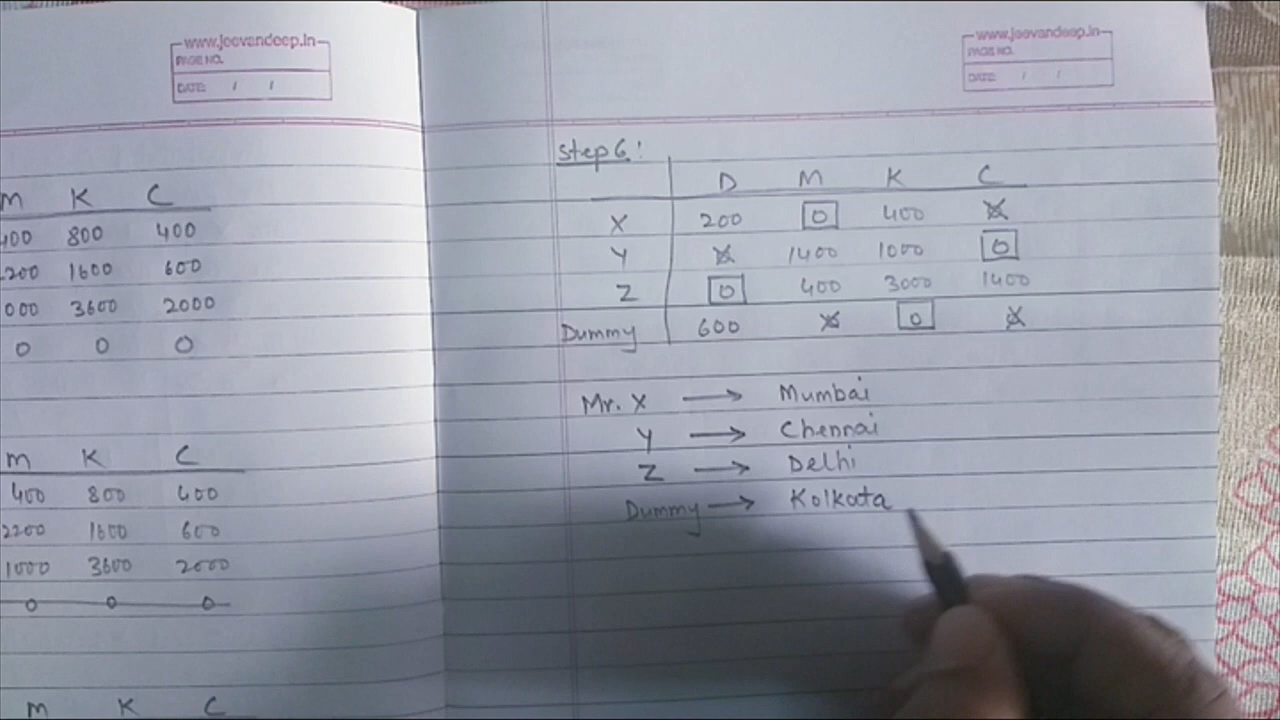 www.jeevandeep.in
PAGE NO.
DATE: / /
M K C
400 800 400
2200 1600 600
000 3600 2000
0 0 0
M K C
400 800 400
2200 1600 600
1000 3600 2000
0 0 0
M K C
www.jeevandeep.in
PAGE NO.
DATE: / /
Step 6:
D M K C
X 200 0 400 0
Y 0 1400 1000 0
Z 0 400 3000 1400
Dummy 600 0 0 0
Mr. X → Mumbai
Y → Chennai
Z → Delhi
Dummy → Kolkata